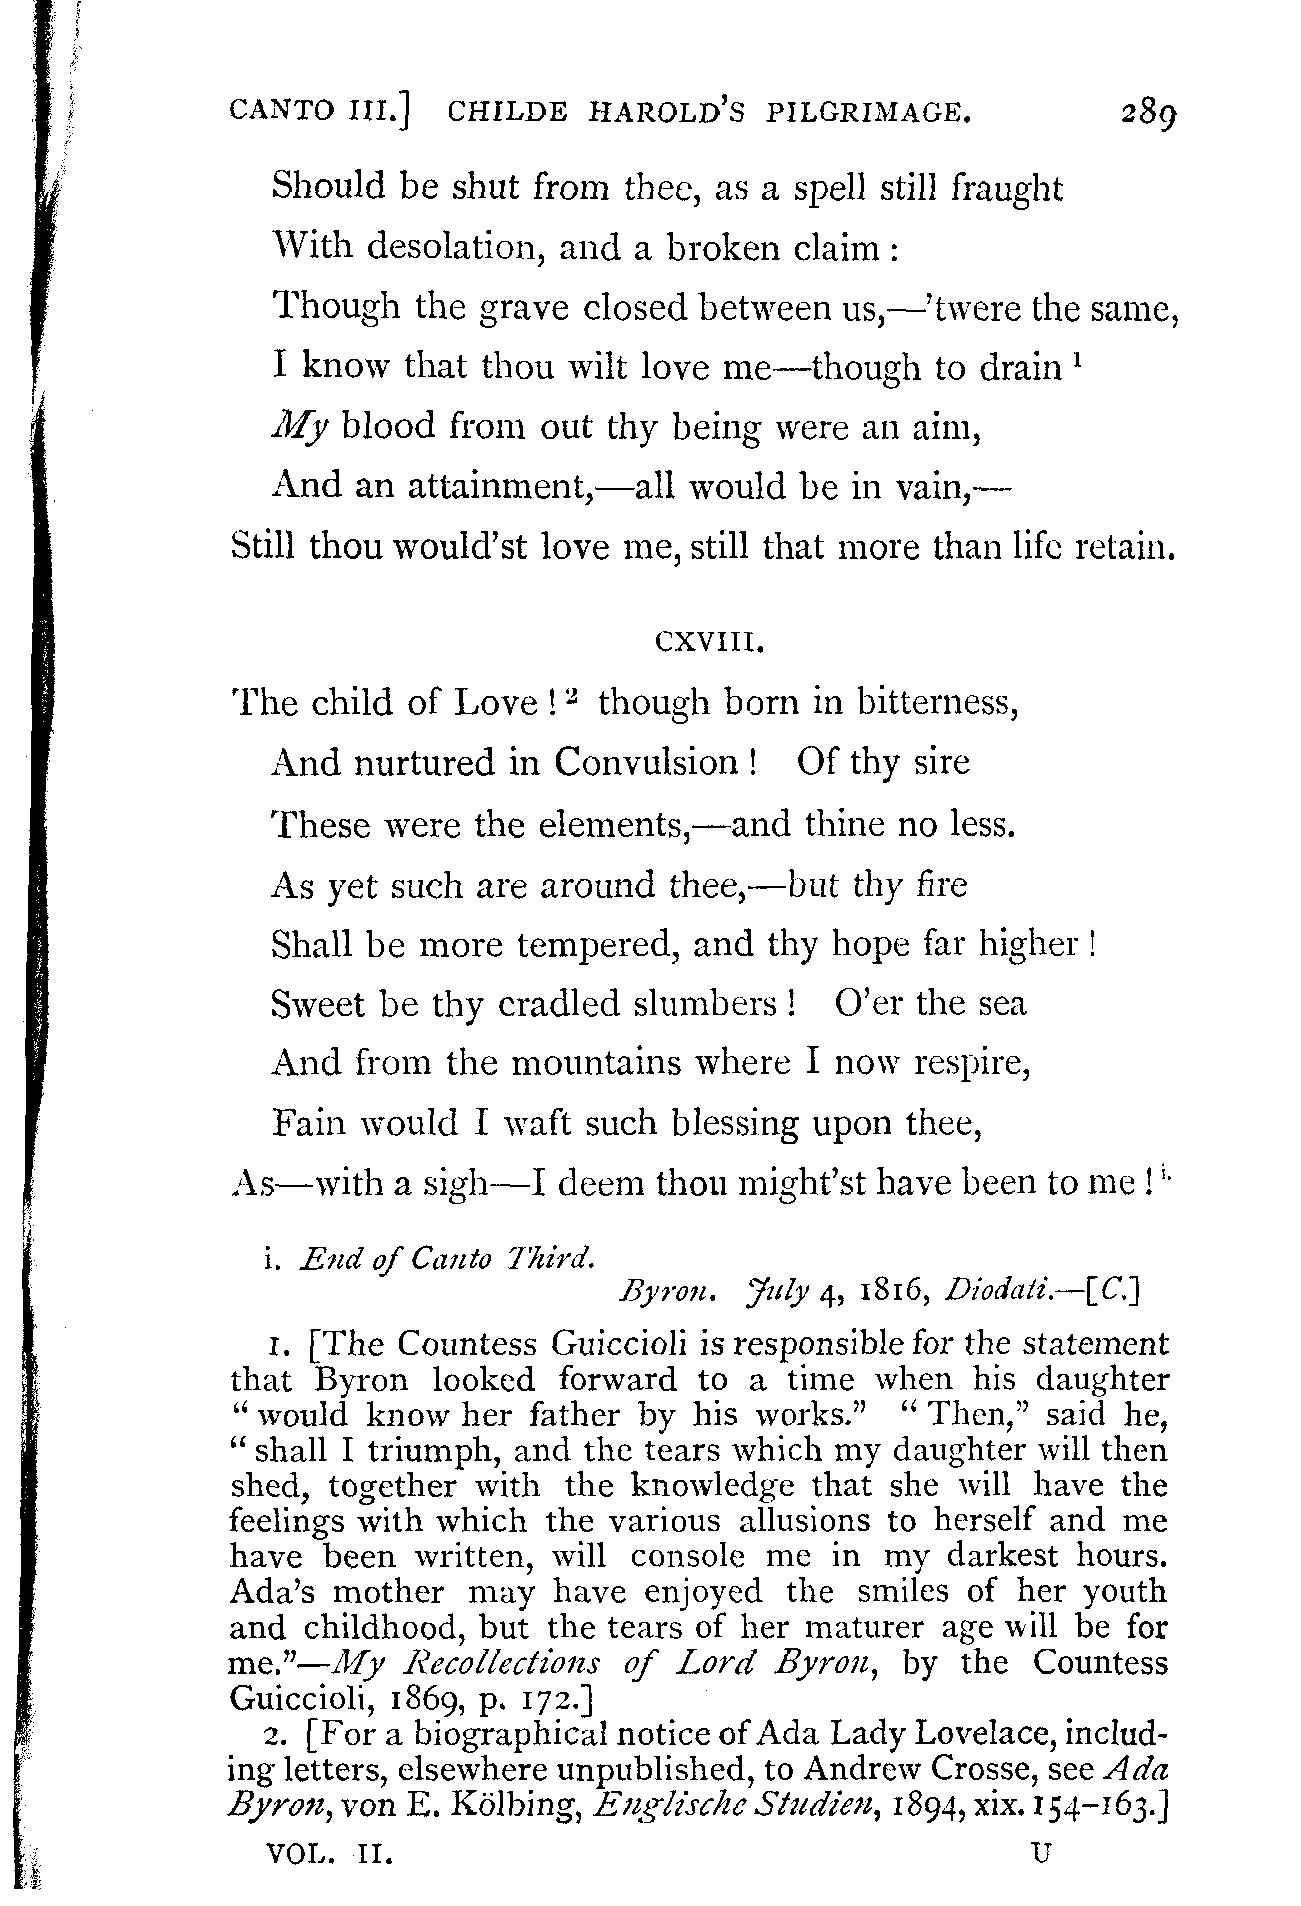 CANTO III.] CHILDE HAROLD'S PILGRIMAGE. 289
Should be shut from thee, as a spell still fraught
With desolation, and a broken claim :
Though the grave closed between us,—'twere the same,
I know that thou wilt love me—though to drain 1
My blood from out thy being were an aim,
And an attainment,—all would be in vain,—
Still thou would'st love me, still that more than life retain.
CXVIII.
The child of Love ! 2 though born in bitterness,
And nurtured in Convulsion ! Of thy sire
These were the elements,—and thine no less.
As yet such are around thee,—but thy fire
Shall be more tempered, and thy hope far higher !
Sweet be thy cradled slumbers ! O'er the sea
And from the mountains where I now respire,
Fain would I waft such blessing upon thee,
As—with a sigh—I deem thou might'st have been to me ! i.
i. End of Canto Third.
Byron. July 4, 1816, Diodati.—[C.]
1. [The Countess Guiccioli is responsible for the statement
that Byron looked forward to a time when his daughter
" would know her father by his works." " Then," said he,
" shall I triumph, and the tears which my daughter will then
shed, together with the knowledge that she will have the
feelings with which the various allusions to herself and me
have been written, will console me in my darkest hours.
Ada's mother may have enjoyed the smiles of her youth
and childhood, but the tears of her maturer age will be for
me."—My Recollections of Lord Byron, by the Countess
Guiccioli, 1869, p. 172.]
2. [For a biographical notice of Ada Lady Lovelace, includ-
ing letters, elsewhere unpublished, to Andrew Crosse, see Ada
Byron, von E. Kölbing, Englische Studien, 1894, xix. 154–163.]
VOL. II. U